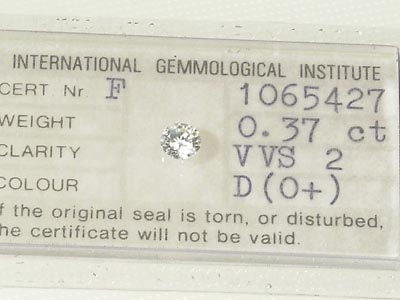 INTERNATIONAL GEMMOLOGICAL INSTITUTE
CERT. Nr. F 1065427
WEIGHT 0.37 ct
CLARITY VVS 2
COLOUR D(O+)
f the original seal is torn, or disturbed,
he certificate will not be valid.